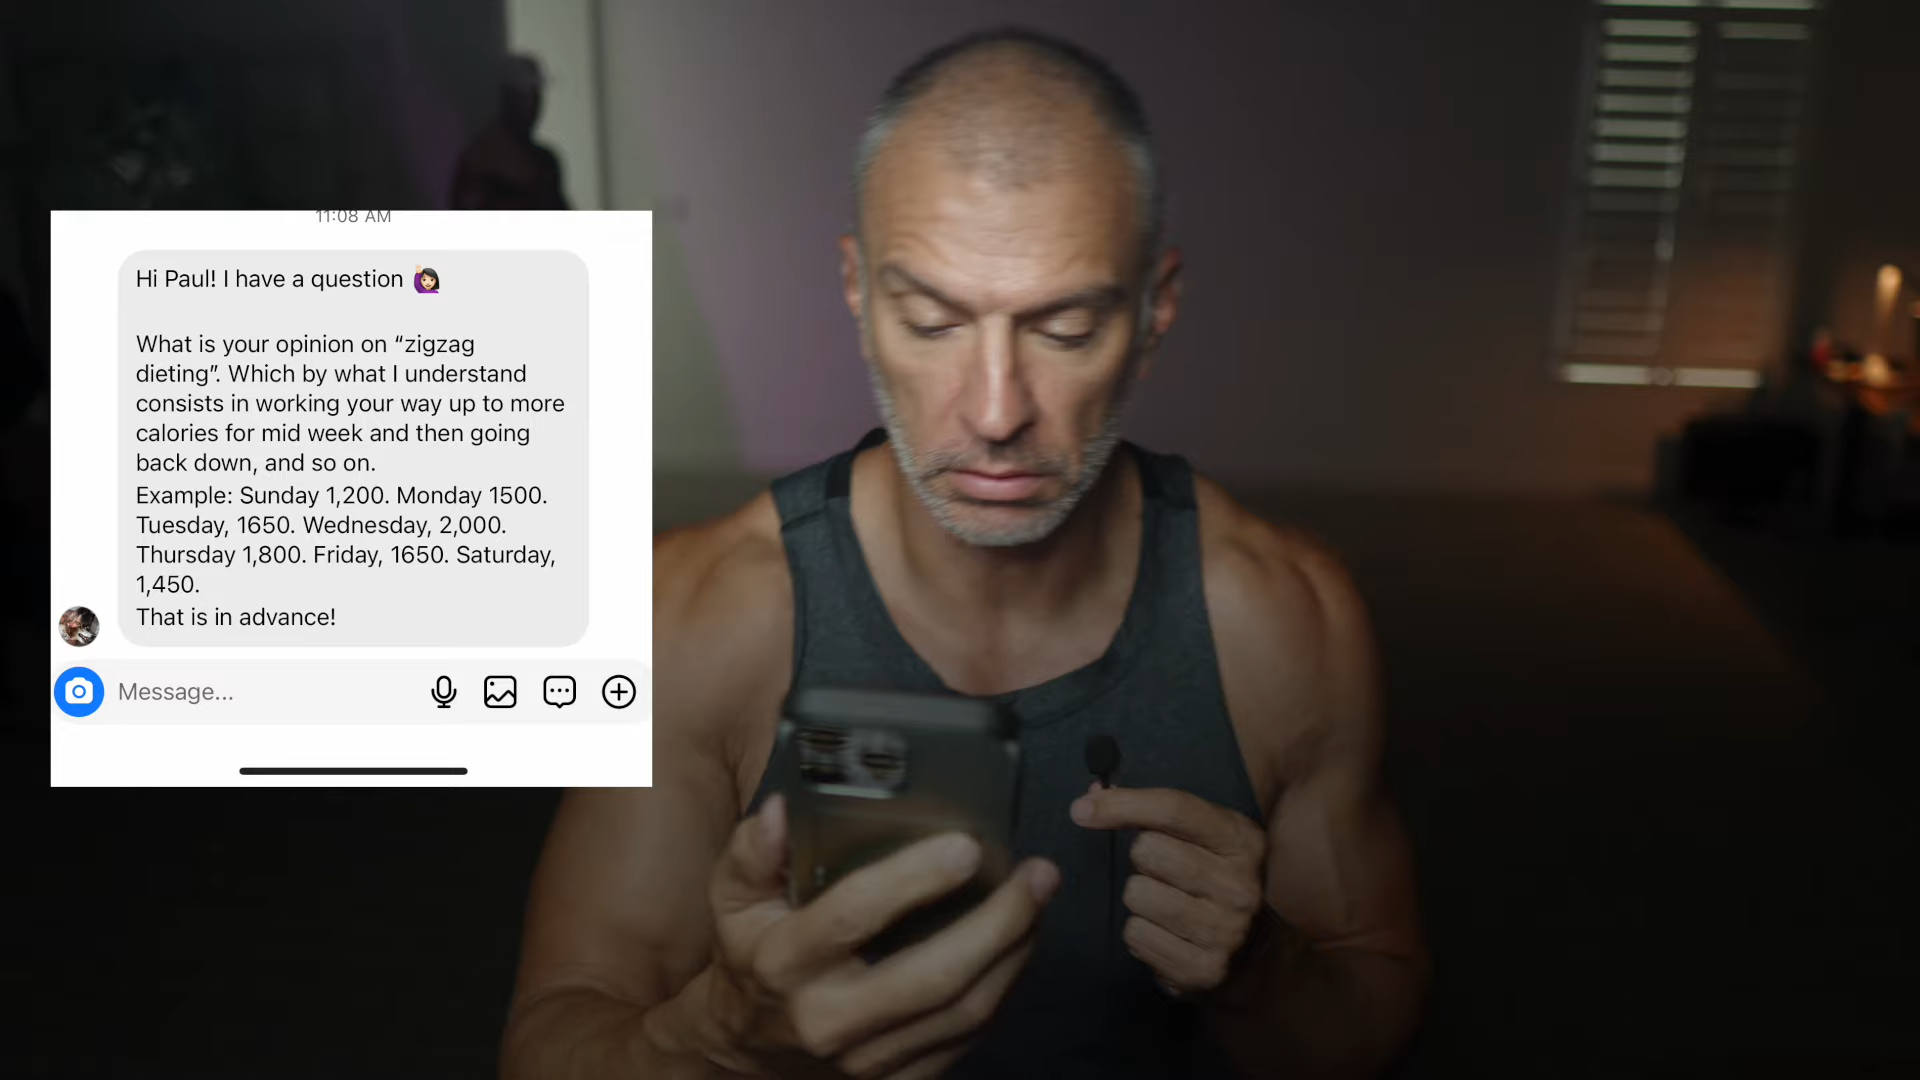 11:08 AM
Hi Paul! I have a question 🙋🏻‍♀️
What is your opinion on “zigzag
dieting”. Which by what I understand
consists in working your way up to more
calories for mid week and then going
back down, and so on.
Example: Sunday 1,200. Monday 1500.
Tuesday, 1650. Wednesday, 2,000.
Thursday 1,800. Friday, 1650. Saturday,
1,450.
That is in advance!
Message...